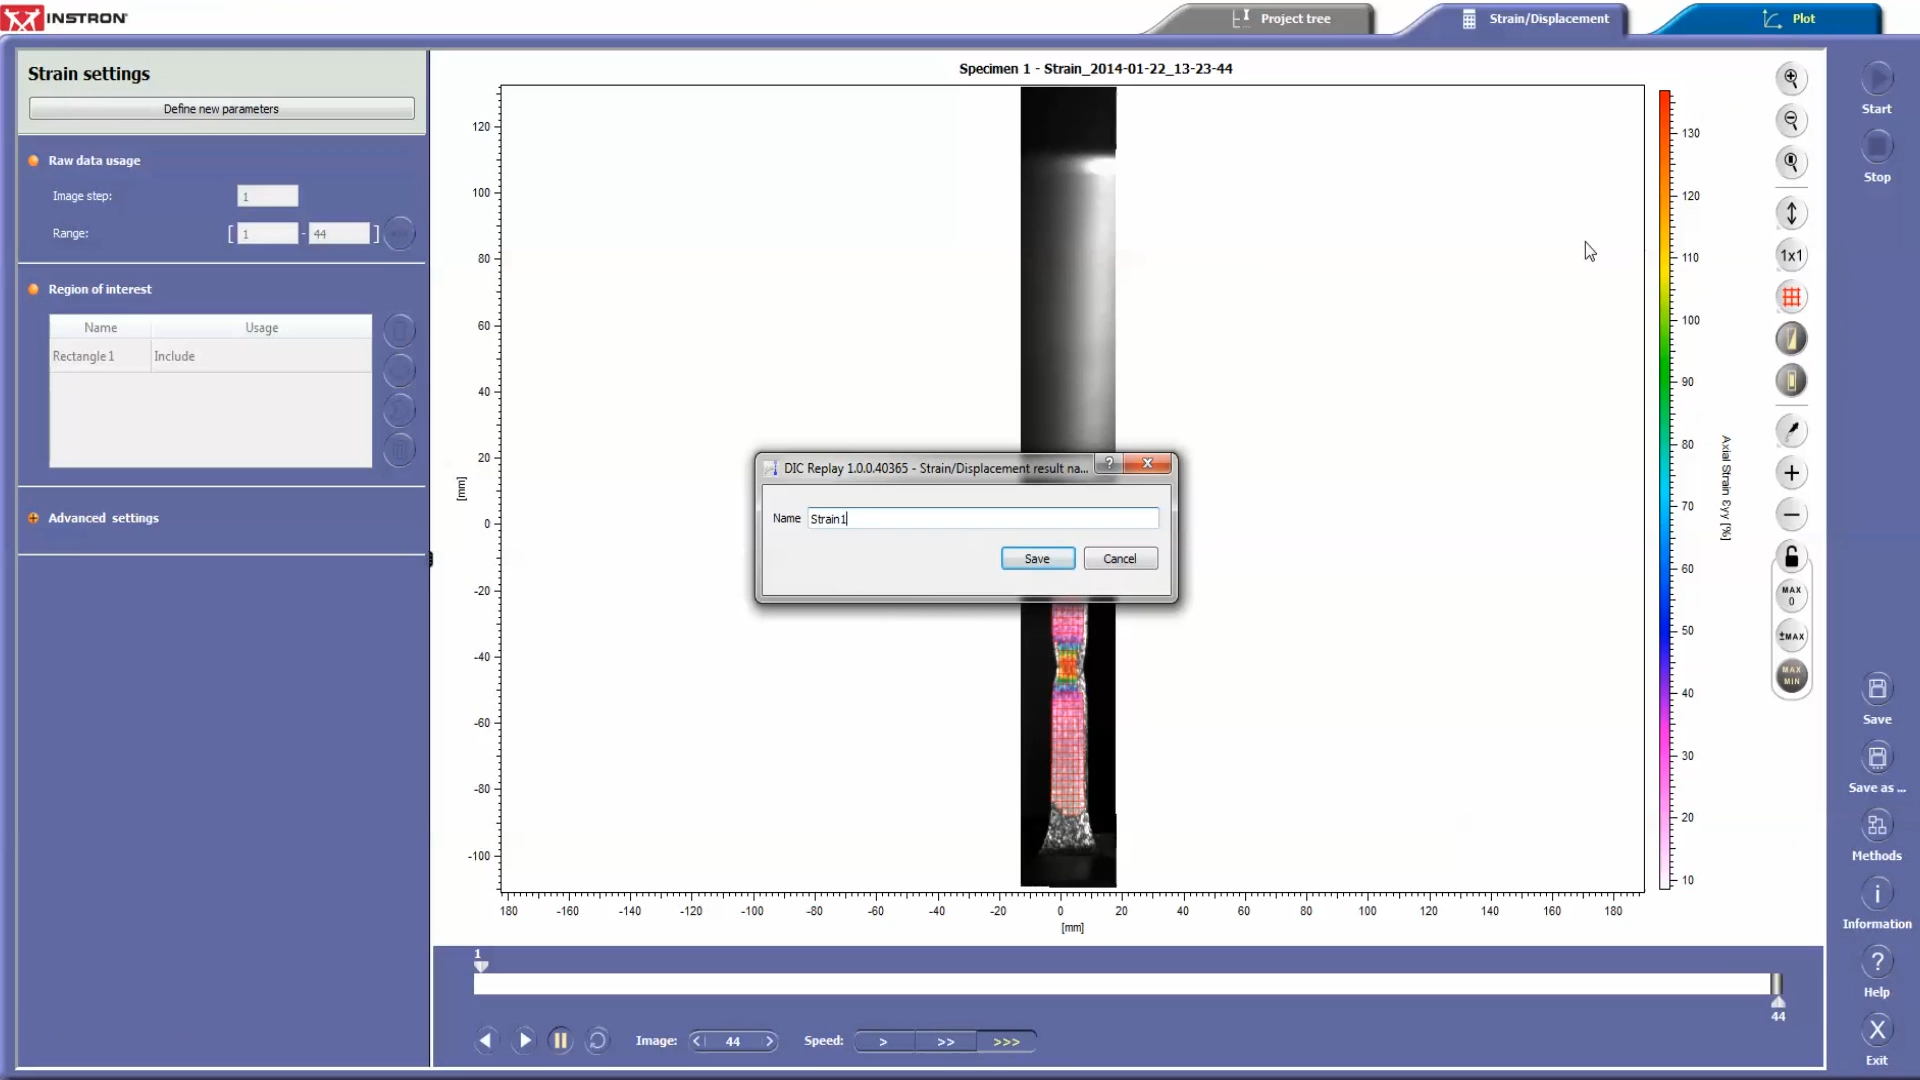 INSTRON
Project tree
Strain/Displacement
Plot
Strain settings
Define new parameters
Raw data usage
Image step:
1
Range:
[ 1 - 44 ]
Region of interest
Name Usage
Rectangle1 Include
Advanced settings
Specimen 1 - Strain_2014-01-22_13-23-44
120
100
80
60
40
20
0
-20
-40
-60
-80
-100
[mm]
180 -160 -140 -120 -100 -80 -60 -40 -20 0 20 40 60 80 100 120 140 160 180
[mm]
DIC Replay 1.0.0.40365 - Strain/Displacement result na...
?
X
Name Strain1
Save Cancel
130
120
110
100
90
80
70
60
50
40
30
20
10
Axial Strain Eyy [%]
1x1
MAX
0
±MAX
MAX
MIN
Start
Stop
Save
Save as ...
Methods
i
Information
?
Help
X
Exit
1
44
Image: < 44 > Speed: > >> >>>